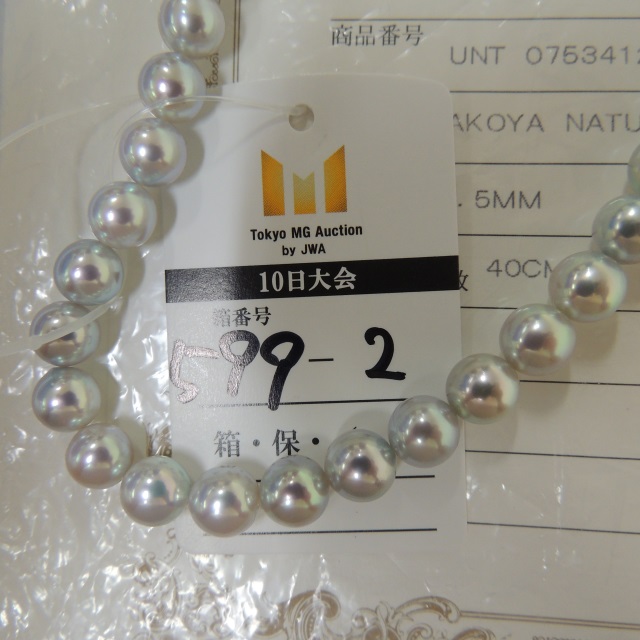 商品番号
UNT 0753412
AKOYA NATU
5MM
40CM
Tokyo MG Auction
by JWA
10日大会
箱番号
599-2
箱・保・